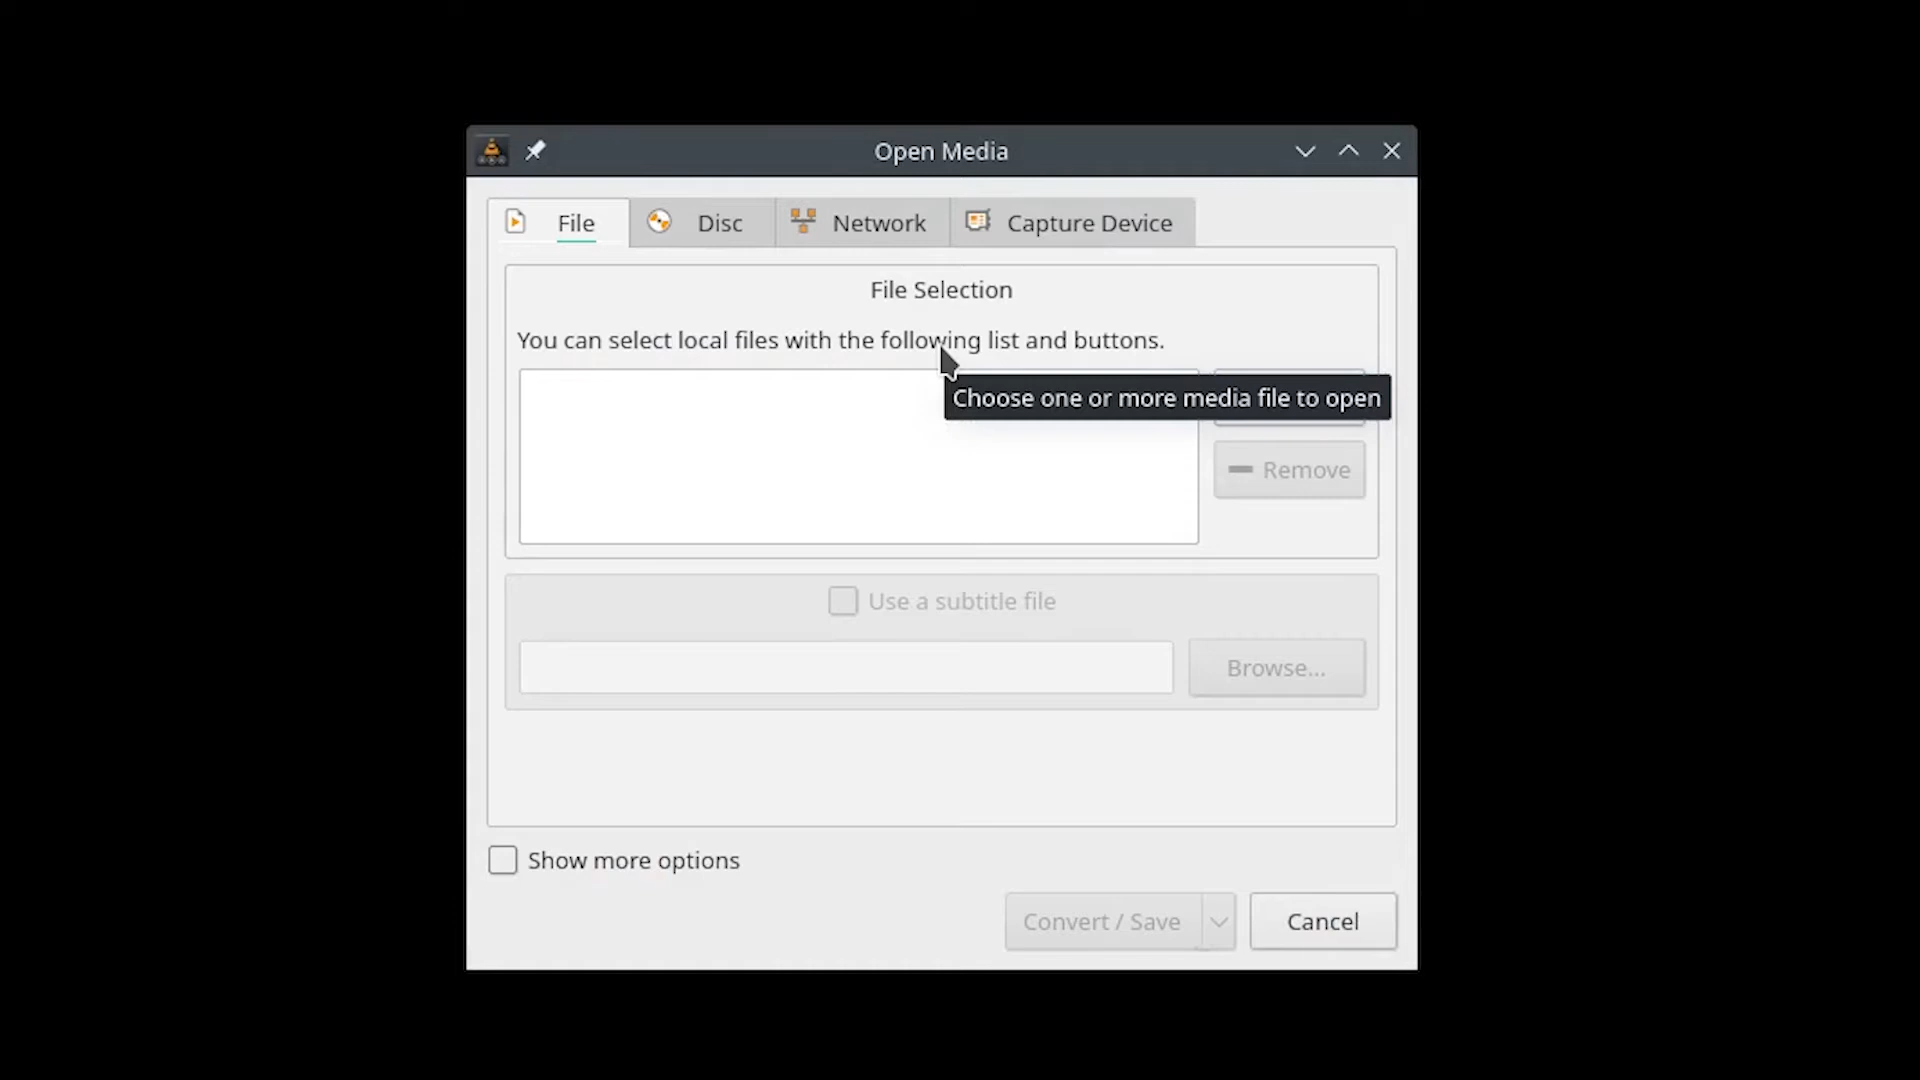 Open Media
File
Disc
Network
Capture Device
File Selection
You can select local files with the following list and buttons.
Choose one or more media file to open
Remove
Use a subtitle file
Browse...
Show more options
Convert / Save
Cancel